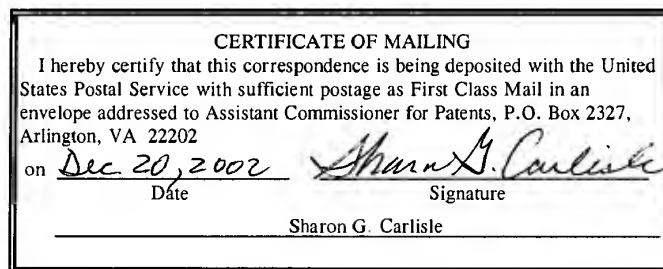 CERTIFICATE OF MAILING
I hereby certify that this correspondence is being deposited with the United
States Postal Service with sufficient postage as First Class Mail in an
envelope addressed to Assistant Commissioner for Patents, P.O. Box 2327,
Arlington, VA 22202
on Dec 20, 2002 Sharon G. Carlisle
Date Signature
Sharon G. Carlisle